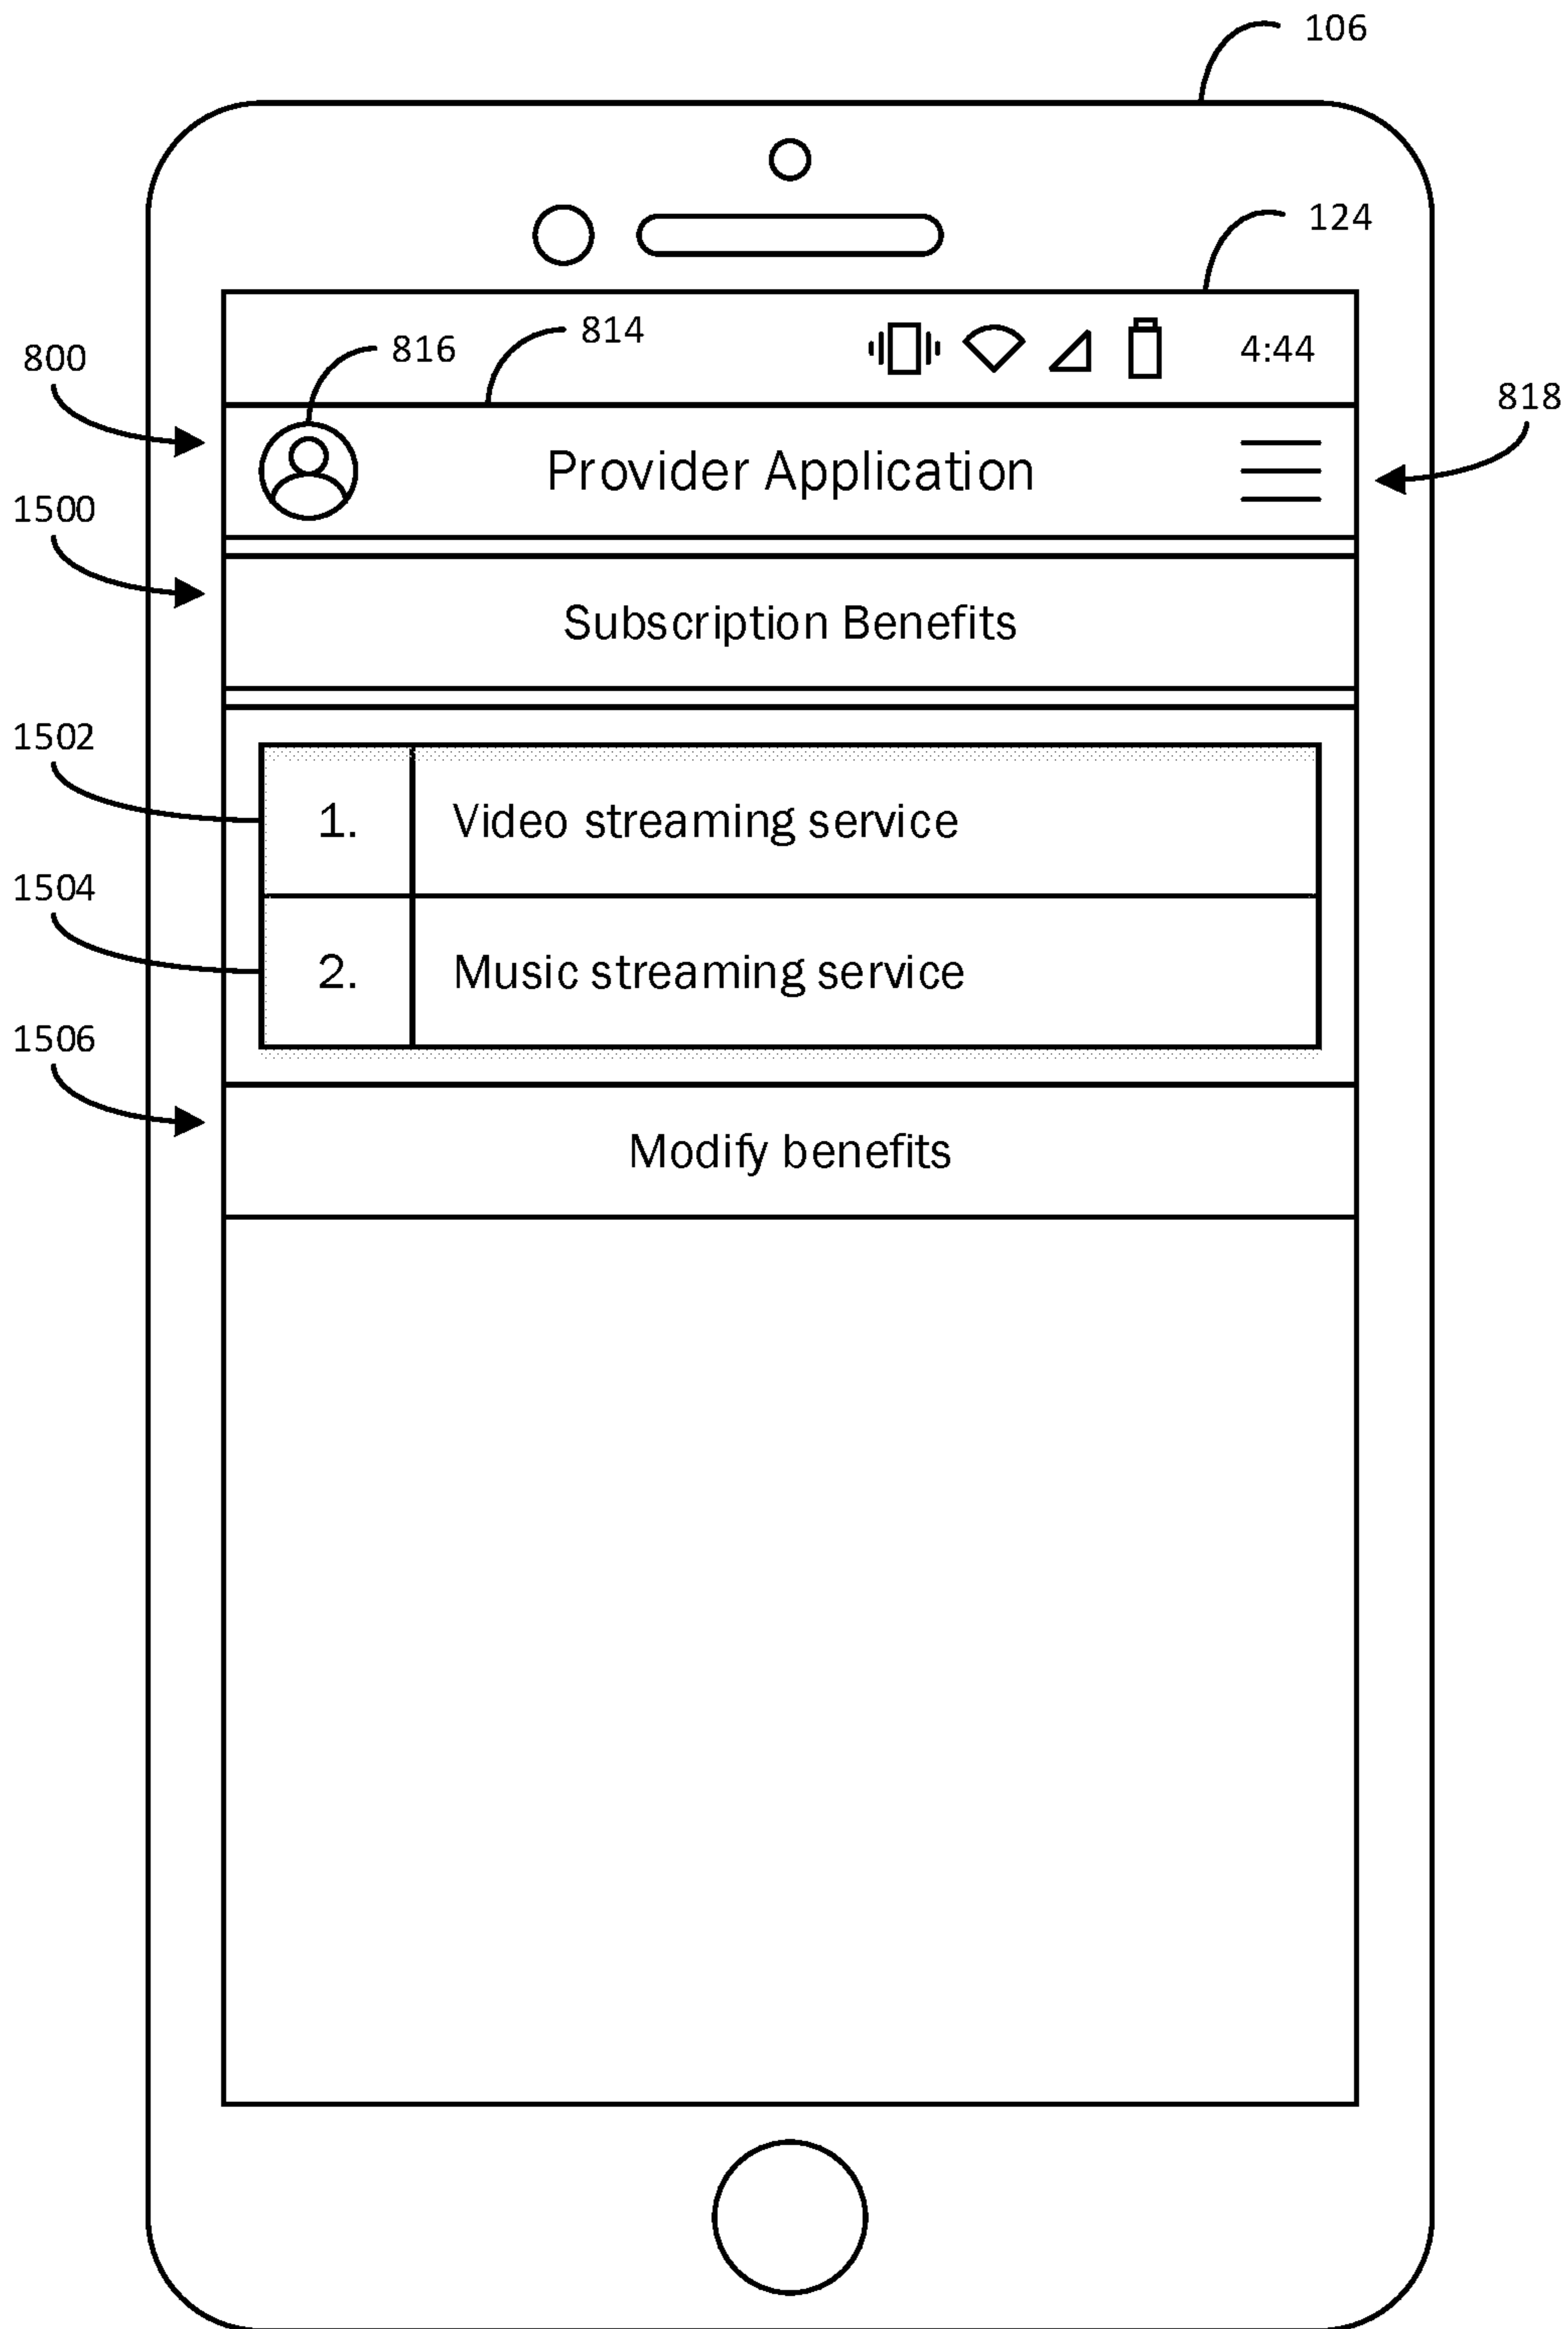 106
124
816
814
4:44
800
818
Provider Application
1500
Subscription Benefits
1502
1. Video streaming service
1504
2. Music streaming service
1506
Modify benefits